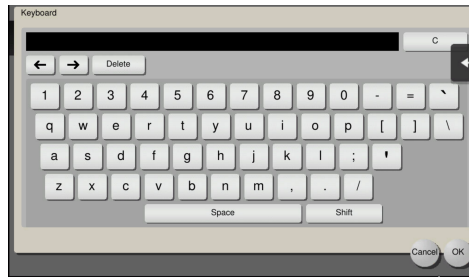 Keyboard
C
← → Delete
1 2 3 4 5 6 7 8 9 0 - = `
q w e r t y u i o p [ ] \
a s d f g h j k l ; '
z x c v b n m , . /
Space Shift
Cancel OK